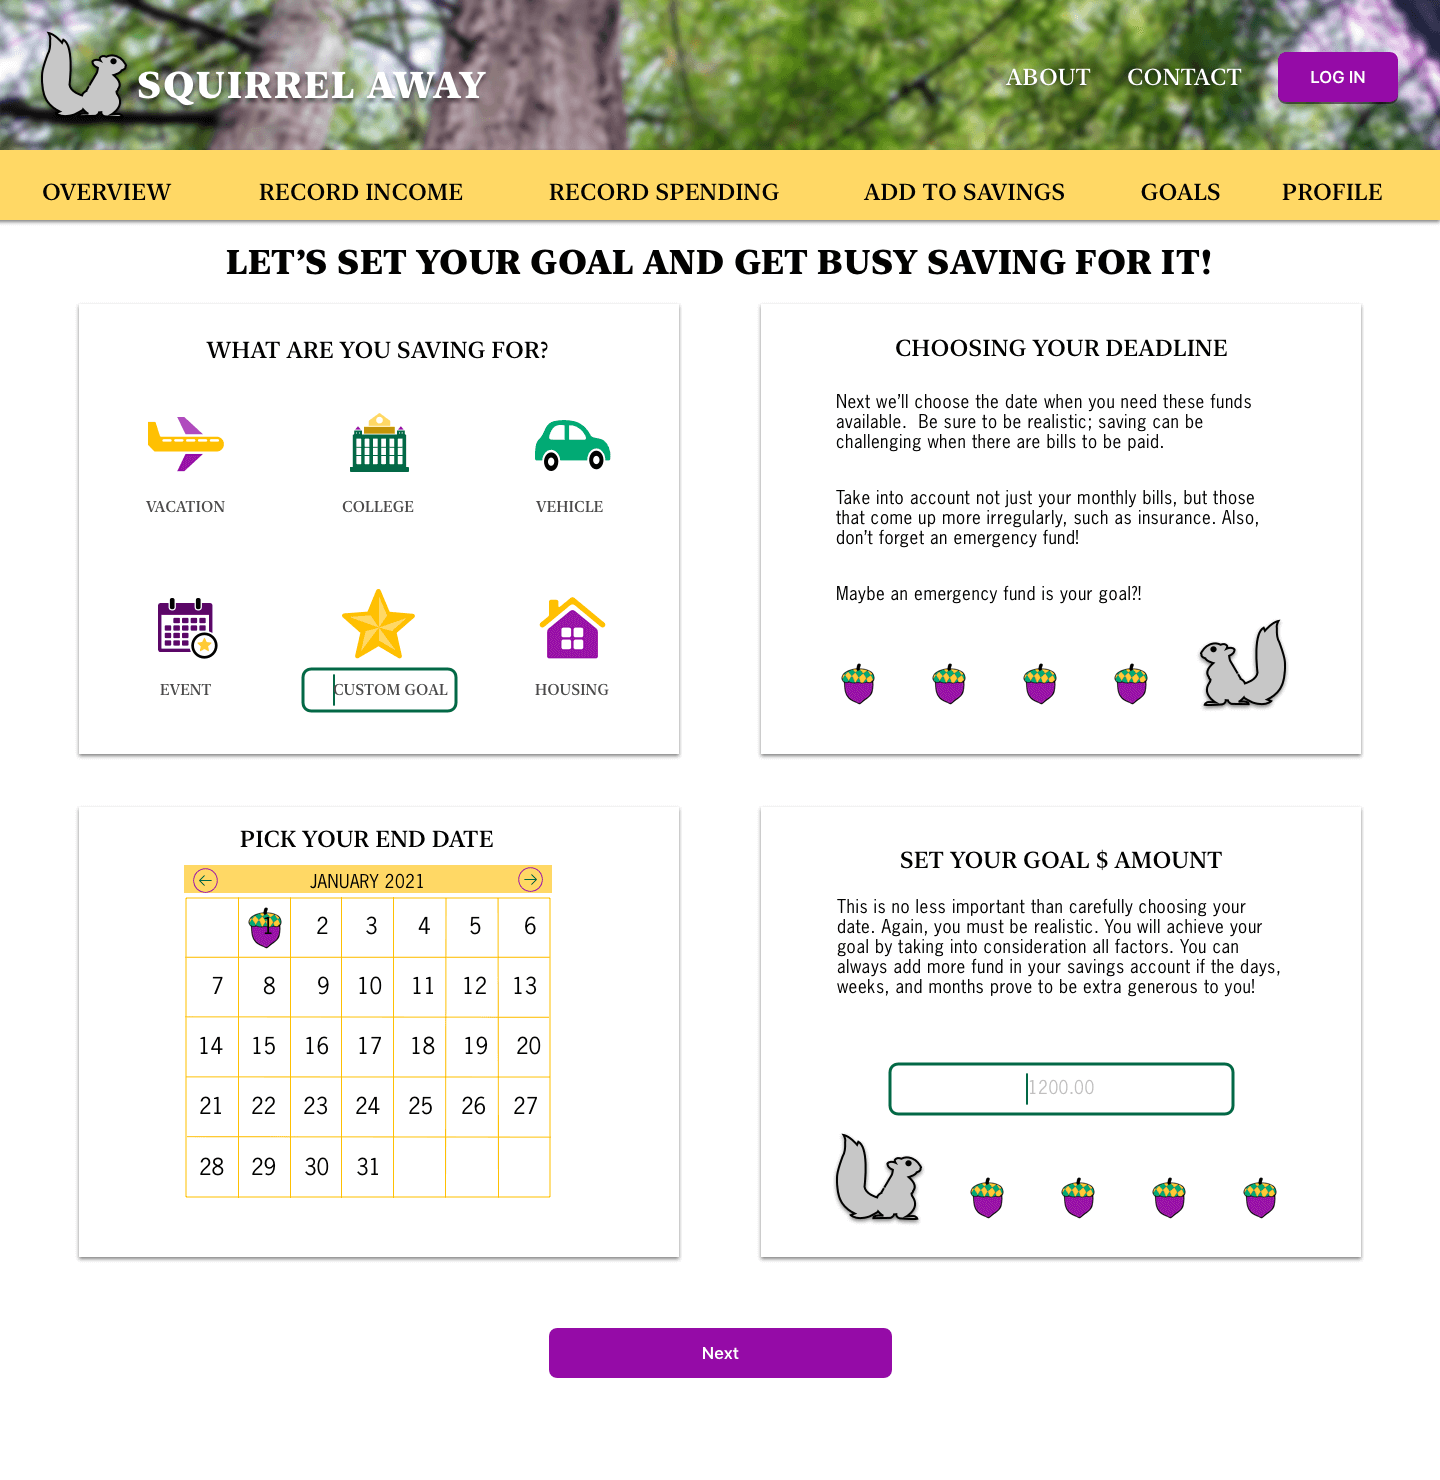 SQUIRREL AWAY
ABOUT CONTACT LOG IN
OVERVIEW RECORD INCOME RECORD SPENDING ADD TO SAVINGS GOALS PROFILE
LET’S SET YOUR GOAL AND GET BUSY SAVING FOR IT!
WHAT ARE YOU SAVING FOR?
VACATION COLLEGE VEHICLE
EVENT CUSTOM GOAL HOUSING
CHOOSING YOUR DEADLINE
Next we’ll choose the date when you need these funds
available.  Be sure to be realistic; saving can be
challenging when there are bills to be paid.
Take into account not just your monthly bills, but those
that come up more irregularly, such as insurance. Also,
don’t forget an emergency fund!
Maybe an emergency fund is your goal?!
PICK YOUR END DATE
JANUARY 2021
1 2 3 4 5 6
7 8 9 10 11 12 13
14 15 16 17 18 19 20
21 22 23 24 25 26 27
28 29 30 31
SET YOUR GOAL $ AMOUNT
This is no less important than carefully choosing your
date. Again, you must be realistic. You will achieve your
goal by taking into consideration all factors. You can
always add more fund in your savings account if the days,
weeks, and months prove to be extra generous to you!
1200.00
Next